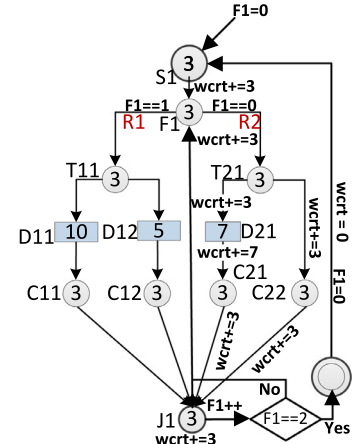 F1=0
3
S1
wcrt+=3
F1==1
F1==0
R1
F1
3
R2
wcrt+=3
T11
3
T21
3
wcrt+=3
wcrt+=3
D11
10
D12
5
7
D21
wcrt+=7
C11
3
C12
3
3
C21
C22
3
wcrt+=3
wcrt+=3
wcrt = 0
F1=0
J1
3
F1++
wcrt+=3
No
F1==2
Yes